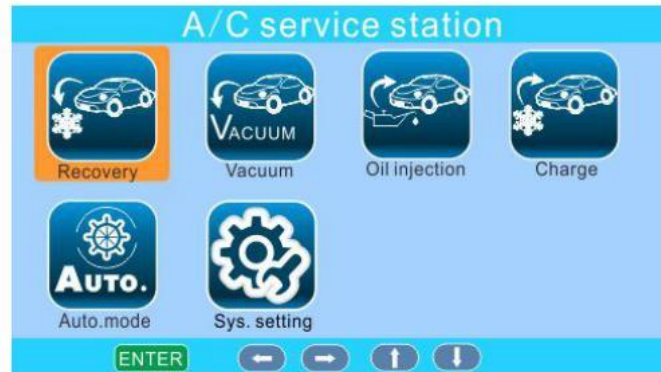 A/C service station
VACUUM
Recovery
Vacuum
Oil injection
Charge
AUTO.
Auto.mode
Sys. setting
ENTER